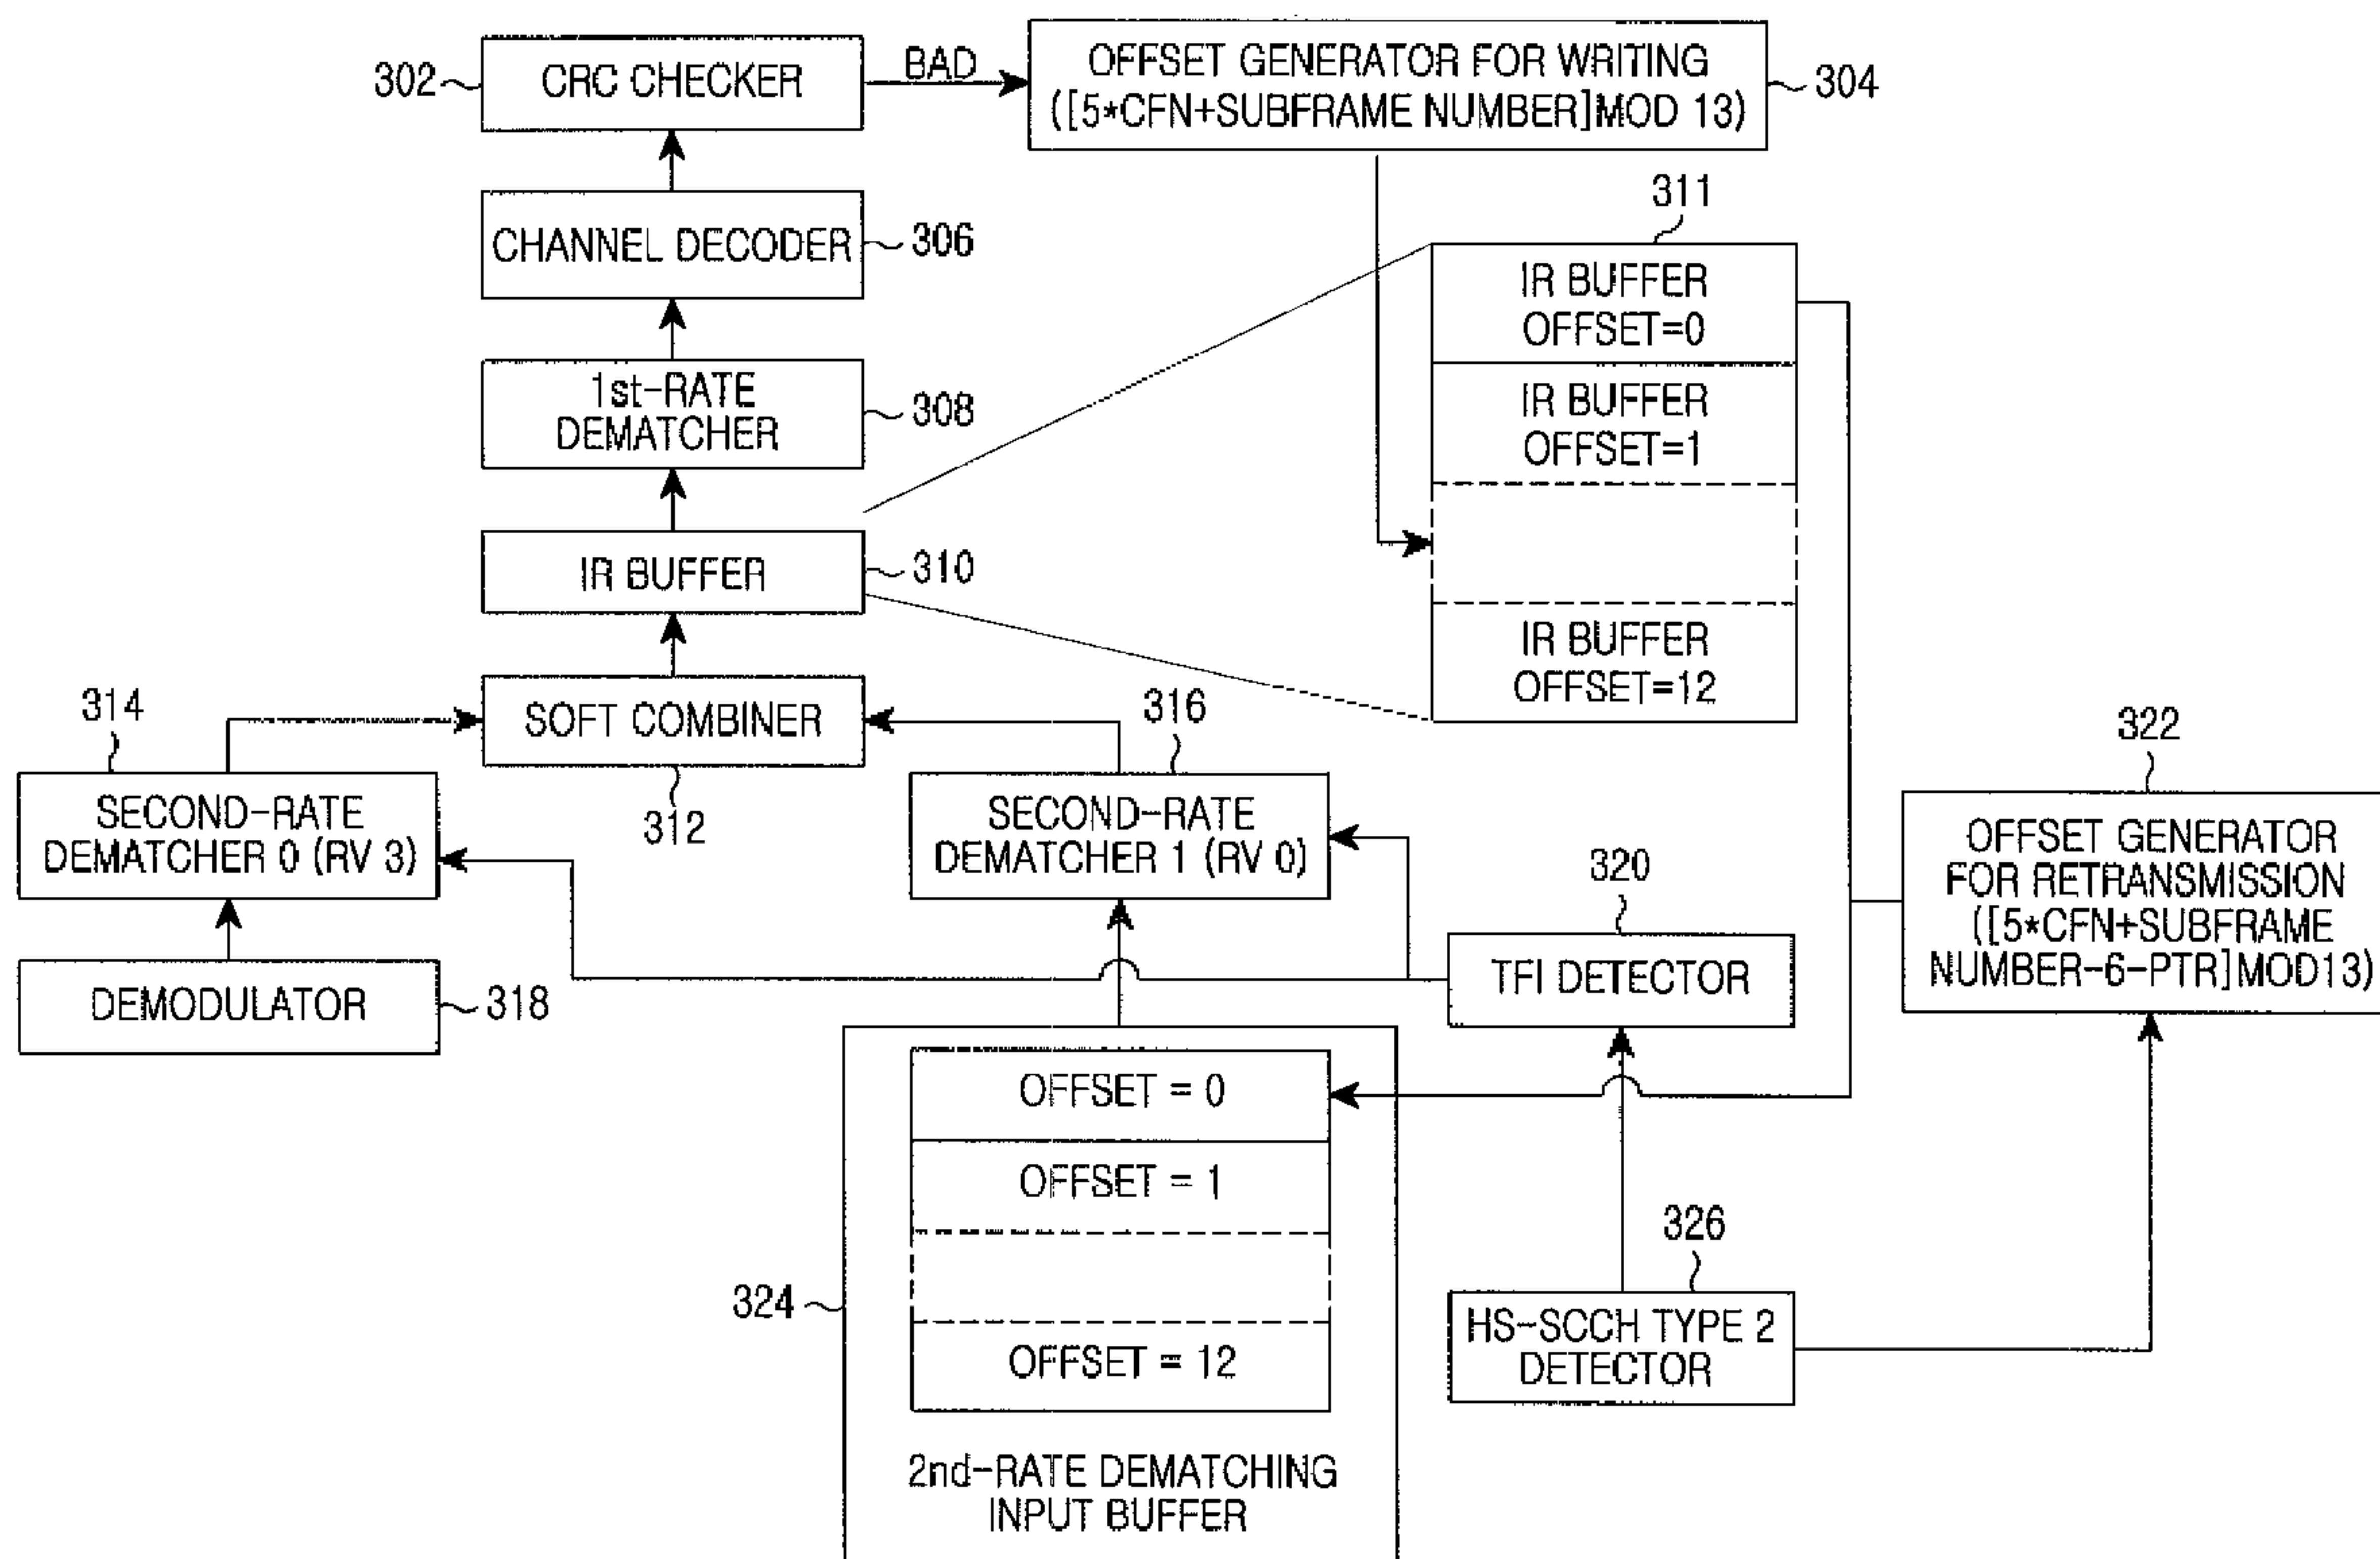 302
CRC CHECKER
BAD
OFFSET GENERATOR FOR WRITING
([5*CFN+SUBFRAME NUMBER]MOD 13)
304
CHANNEL DECODER
306
311
IR BUFFER
OFFSET=0
IR BUFFER
OFFSET=1
IR BUFFER
OFFSET=12
1st-RATE
DEMATCHER
308
IR BUFFER
310
SOFT COMBINER
312
314
SECOND-RATE
DEMATCHER 0 (RV 3)
316
SECOND-RATE
DEMATCHER 1 (RV 0)
DEMODULATOR
318
320
TFI DETECTOR
322
OFFSET GENERATOR
FOR RETRANSMISSION
([5*CFN+SUBFRAME
NUMBER-6-PTR]MOD13)
324
OFFSET = 0
OFFSET = 1
OFFSET = 12
2nd-RATE DEMATCHING
INPUT BUFFER
326
HS-SCCH TYPE 2
DETECTOR